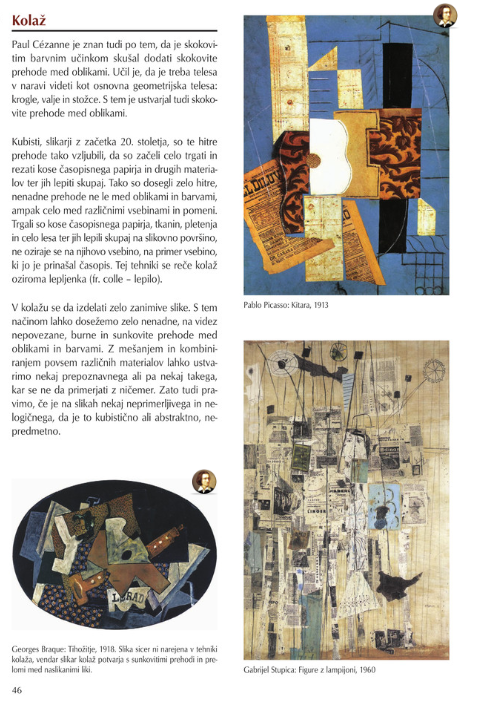 Kolaž
Paul Cézanne je znan tudi po tem, da je skokovi-
tim barvnim učinkom skušal dodati skokovite
prehode med oblikami. Učil je, da je treba telesa
v naravi videti kot osnovna geometrijska telesa:
krogle, valje in stožce. S tem je ustvarjal tudi skoko-
vite prehode med oblikami.
Kubisti, slikarji z začetka 20. stoletja, so te hitre
prehode tako vzljubili, da so začeli celo trgati in
rezati kose časopisnega papirja in drugih materia-
lov ter jih lepiti skupaj. Tako so dosegli zelo hitre,
nenadne prehode ne le med oblikami in barvami,
ampak celo med različnimi vsebinami in pomeni.
Trgali so kose časopisnega papirja, tkanin, pletenja
in celo lesa ter jih lepili skupaj na slikovno površino,
ne oziraje se na njihovo vsebino, na primer vsebino,
ki jo je prinašal časopis. Tej tehniki se reče kolaž
oziroma lepljenka (fr. colle – lepilo).
V kolažu se da izdelati zelo zanimive slike. S tem
načinom lahko dosežemo zelo nenadne, na videz
nepovezane, burne in sunkovite prehode med
oblikami in barvami. Z mešanjem in kombini-
ranjem povsem različnih materialov lahko ustva-
rimo nekaj prepoznavnega ali pa nekaj takega,
kar se ne da primerjati z ničemer. Zato tudi pra-
vimo, če je na slikah nekaj neprimerljivega in ne-
logičnega, da je to kubistično ali abstraktno, ne-
predmetno.
Georges Braque: Tihožitje, 1918. Slika sicer ni narejena v tehniki
kolaža, vendar slikar kolaž potvarja s sunkovitimi prehodi in pre-
lomi med naslikanimi liki.
46
Pablo Picasso: Kitara, 1913
Gabrijel Stupica: Figure z lampijoni, 1960